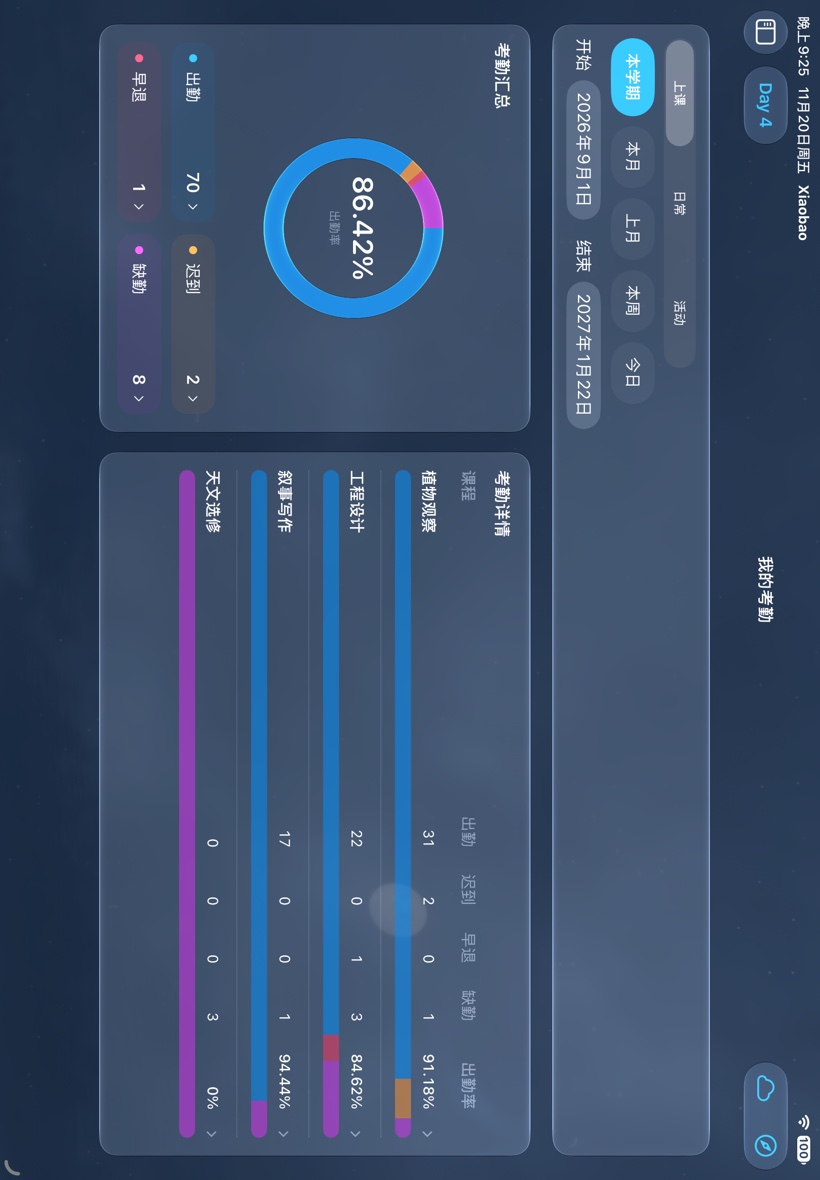 晚上9:25 11月20日周五 Xiaobao 100
Day 4 我的考勤
上课 日常 活动
本学期 本月 上月 本周 今日
开始 2026年9月1日 结束 2027年1月22日
考勤汇总
86.42%
出勤率
出勤 70 迟到 2
早退 1 缺勤 8
考勤详情
课程 出勤 迟到 早退 缺勤 出勤率
植物观察 31 2 0 1 91.18%
工程设计 22 0 1 3 84.62%
叙事写作 17 0 0 1 94.44%
天文选修 0 0 0 3 0%